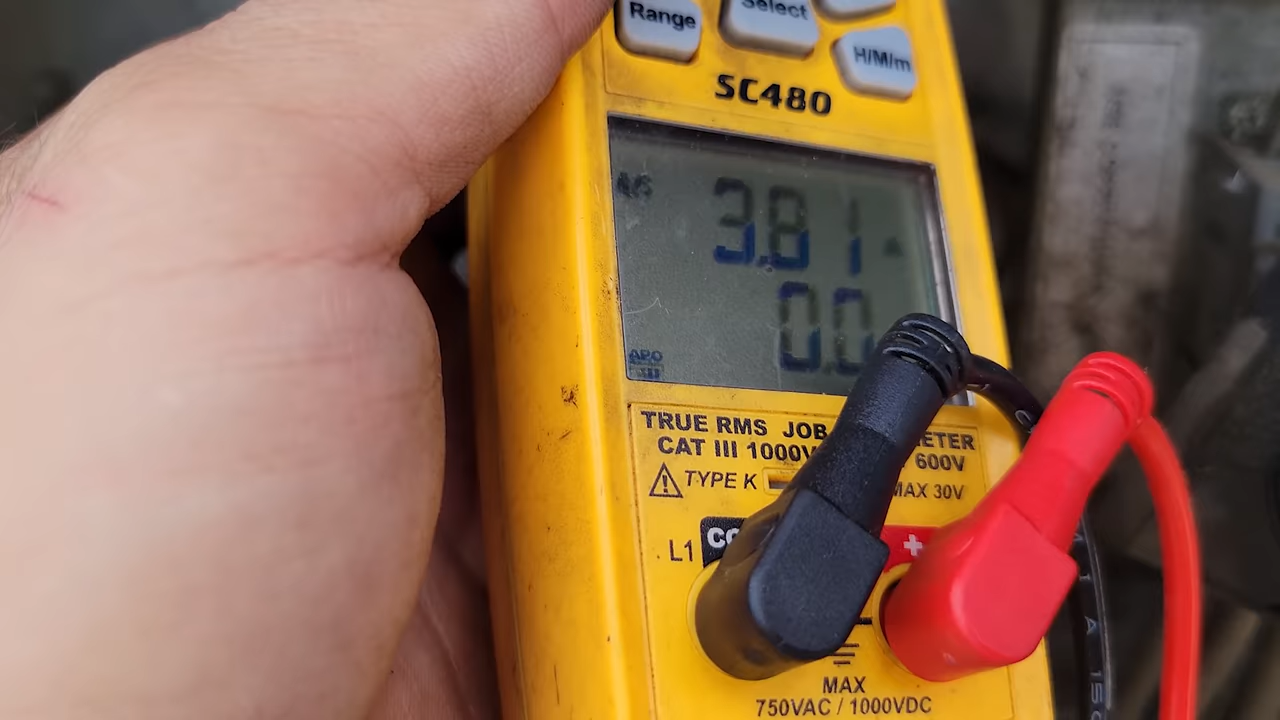 Range
Select
H/M/m
SC480
3.81
0.0
APO
TRUE RMS JOB
CAT III 1000V
600V
TYPE K
MAX 30V
L1
+
MAX
750VAC / 1000VDC